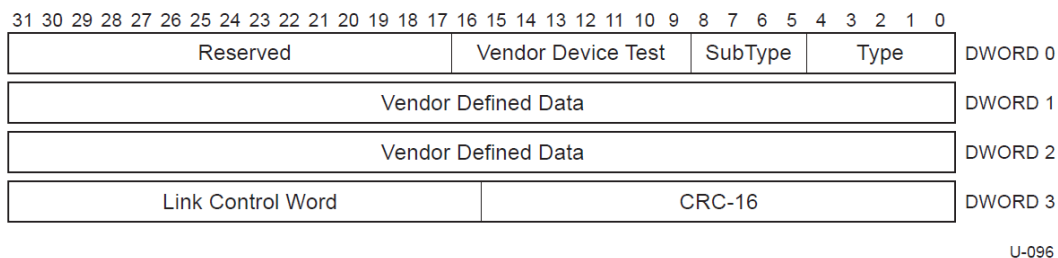 31 30 29 28 27 26 25 24 23 22 21 20 19 18 17 16 15 14 13 12 11 10 9 8 7 6 5 4 3 2 1 0
Reserved Vendor Device Test SubType Type DWORD 0
Vendor Defined Data DWORD 1
Vendor Defined Data DWORD 2
Link Control Word CRC-16 DWORD 3
U-096